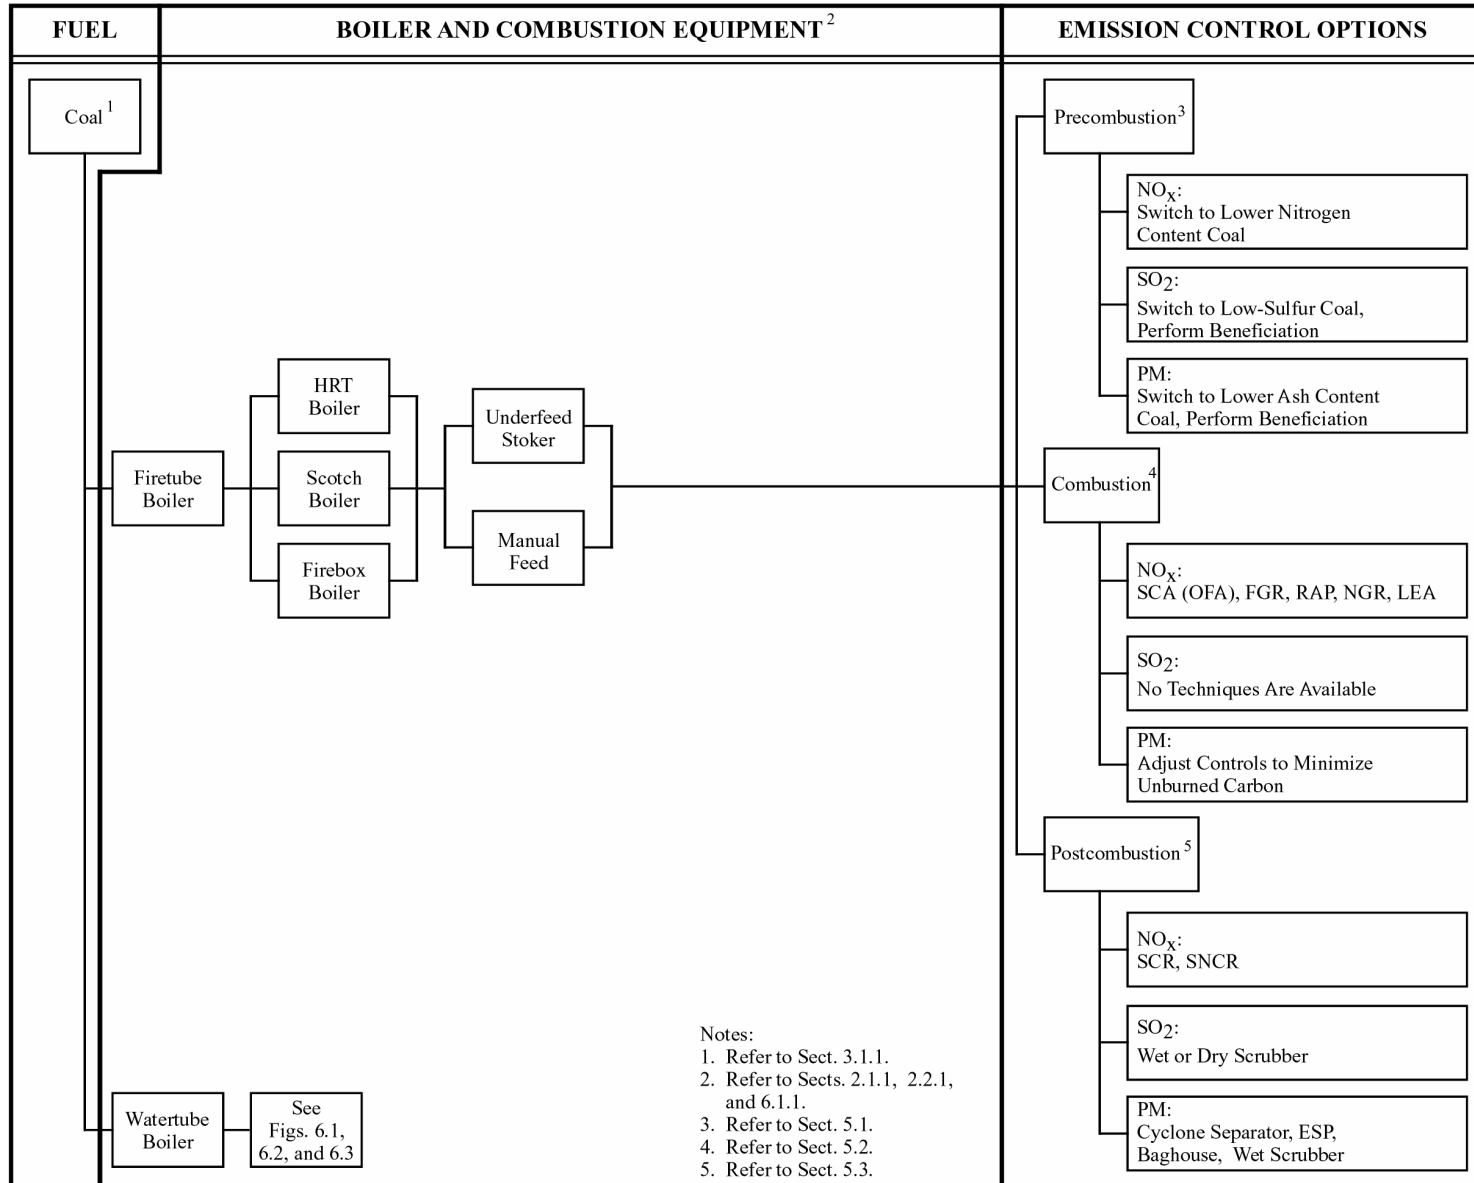 FUEL
BOILER AND COMBUSTION EQUIPMENT 2
EMISSION CONTROL OPTIONS
Coal 1
Firetube
Boiler
HRT
Boiler
Scotch
Boiler
Firebox
Boiler
Underfeed
Stoker
Manual
Feed
Watertube
Boiler
See
Figs. 6.1,
6.2, and 6.3
Notes:
1. Refer to Sect. 3.1.1.
2. Refer to Sects. 2.1.1, 2.2.1,
and 6.1.1.
3. Refer to Sect. 5.1.
4. Refer to Sect. 5.2.
5. Refer to Sect. 5.3.
Precombustion3
NOx:
Switch to Lower Nitrogen
Content Coal
SO2:
Switch to Low-Sulfur Coal,
Perform Beneficiation
PM:
Switch to Lower Ash Content
Coal, Perform Beneficiation
Combustion4
NOx:
SCA (OFA), FGR, RAP, NGR, LEA
SO2:
No Techniques Are Available
PM:
Adjust Controls to Minimize
Unburned Carbon
Postcombustion 5
NOx:
SCR, SNCR
SO2:
Wet or Dry Scrubber
PM:
Cyclone Separator, ESP,
Baghouse, Wet Scrubber